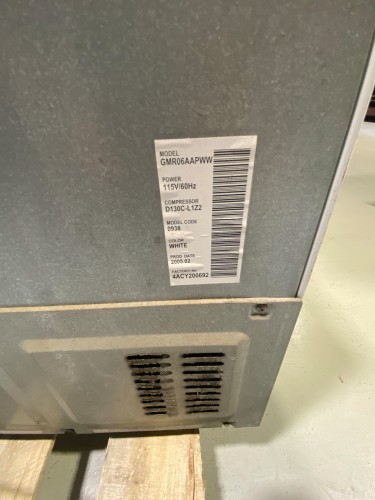 MODEL
GMR06AAPWW
POWER
115V/60Hz
COMPRESSOR
D130C-L1Z2
MODEL CODE
0938
COLOR
WHITE
PROD. DATE
2005.02
FACTORY NO.
4ACY200692